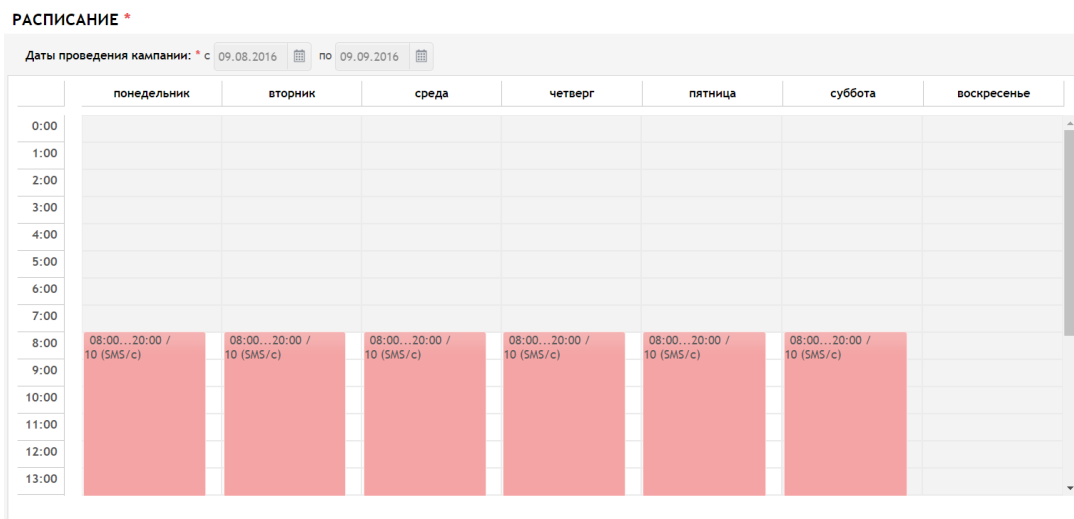 РАСПИСАНИЕ *
Даты проведения кампании: * с 09.08.2016 по 09.09.2016
понедельник вторник среда четверг пятница суббота воскресенье
0:00
1:00
2:00
3:00
4:00
5:00
6:00
7:00
8:00 08:00...20:00 / 08:00...20:00 / 08:00...20:00 / 08:00...20:00 / 08:00...20:00 / 08:00...20:00 /
10 (SMS/с) 10 (SMS/с) 10 (SMS/с) 10 (SMS/с) 10 (SMS/с) 10 (SMS/с)
9:00
10:00
11:00
12:00
13:00